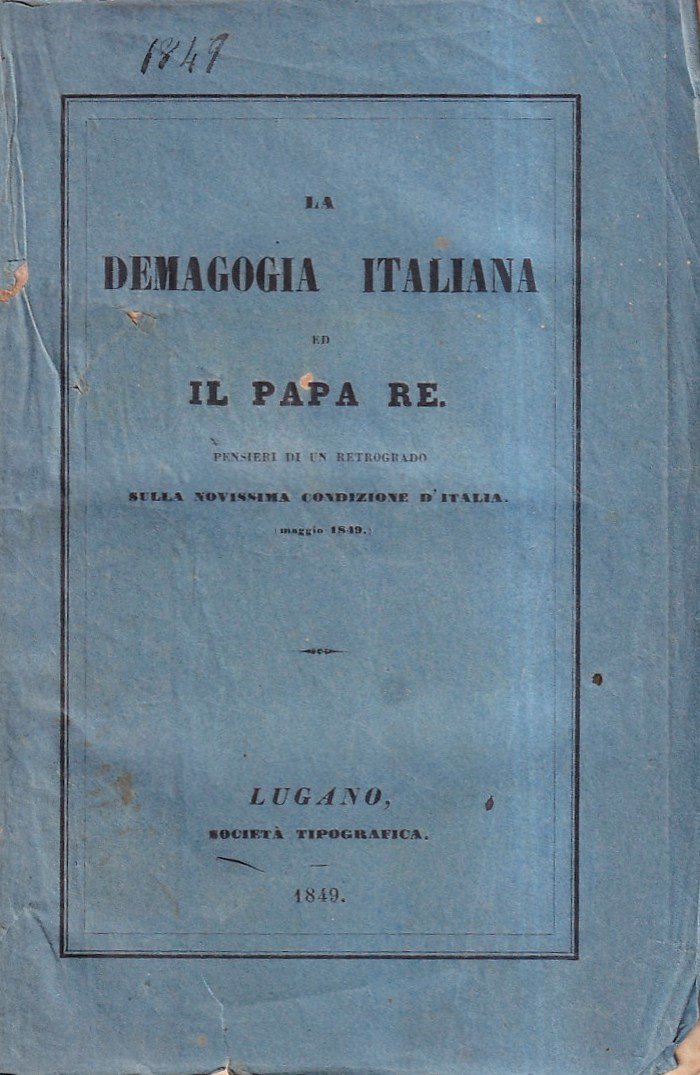 1849
LA
DEMAGOGIA ITALIANA
ED
IL PAPA RE.
PENSIERI DI UN RETROGRADO
SULLA NOVISSIMA CONDIZIONE D'ITALIA.
(maggio 1849.)
LUGANO,
SOCIETÀ TIPOGRAFICA.
1849.